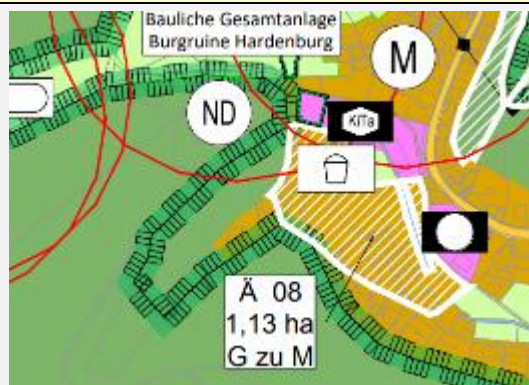 Bauliche Gesamtanlage
Burgruine Hardenburg
M
ND
KiTa
Ä 08
1,13 ha
G zu M